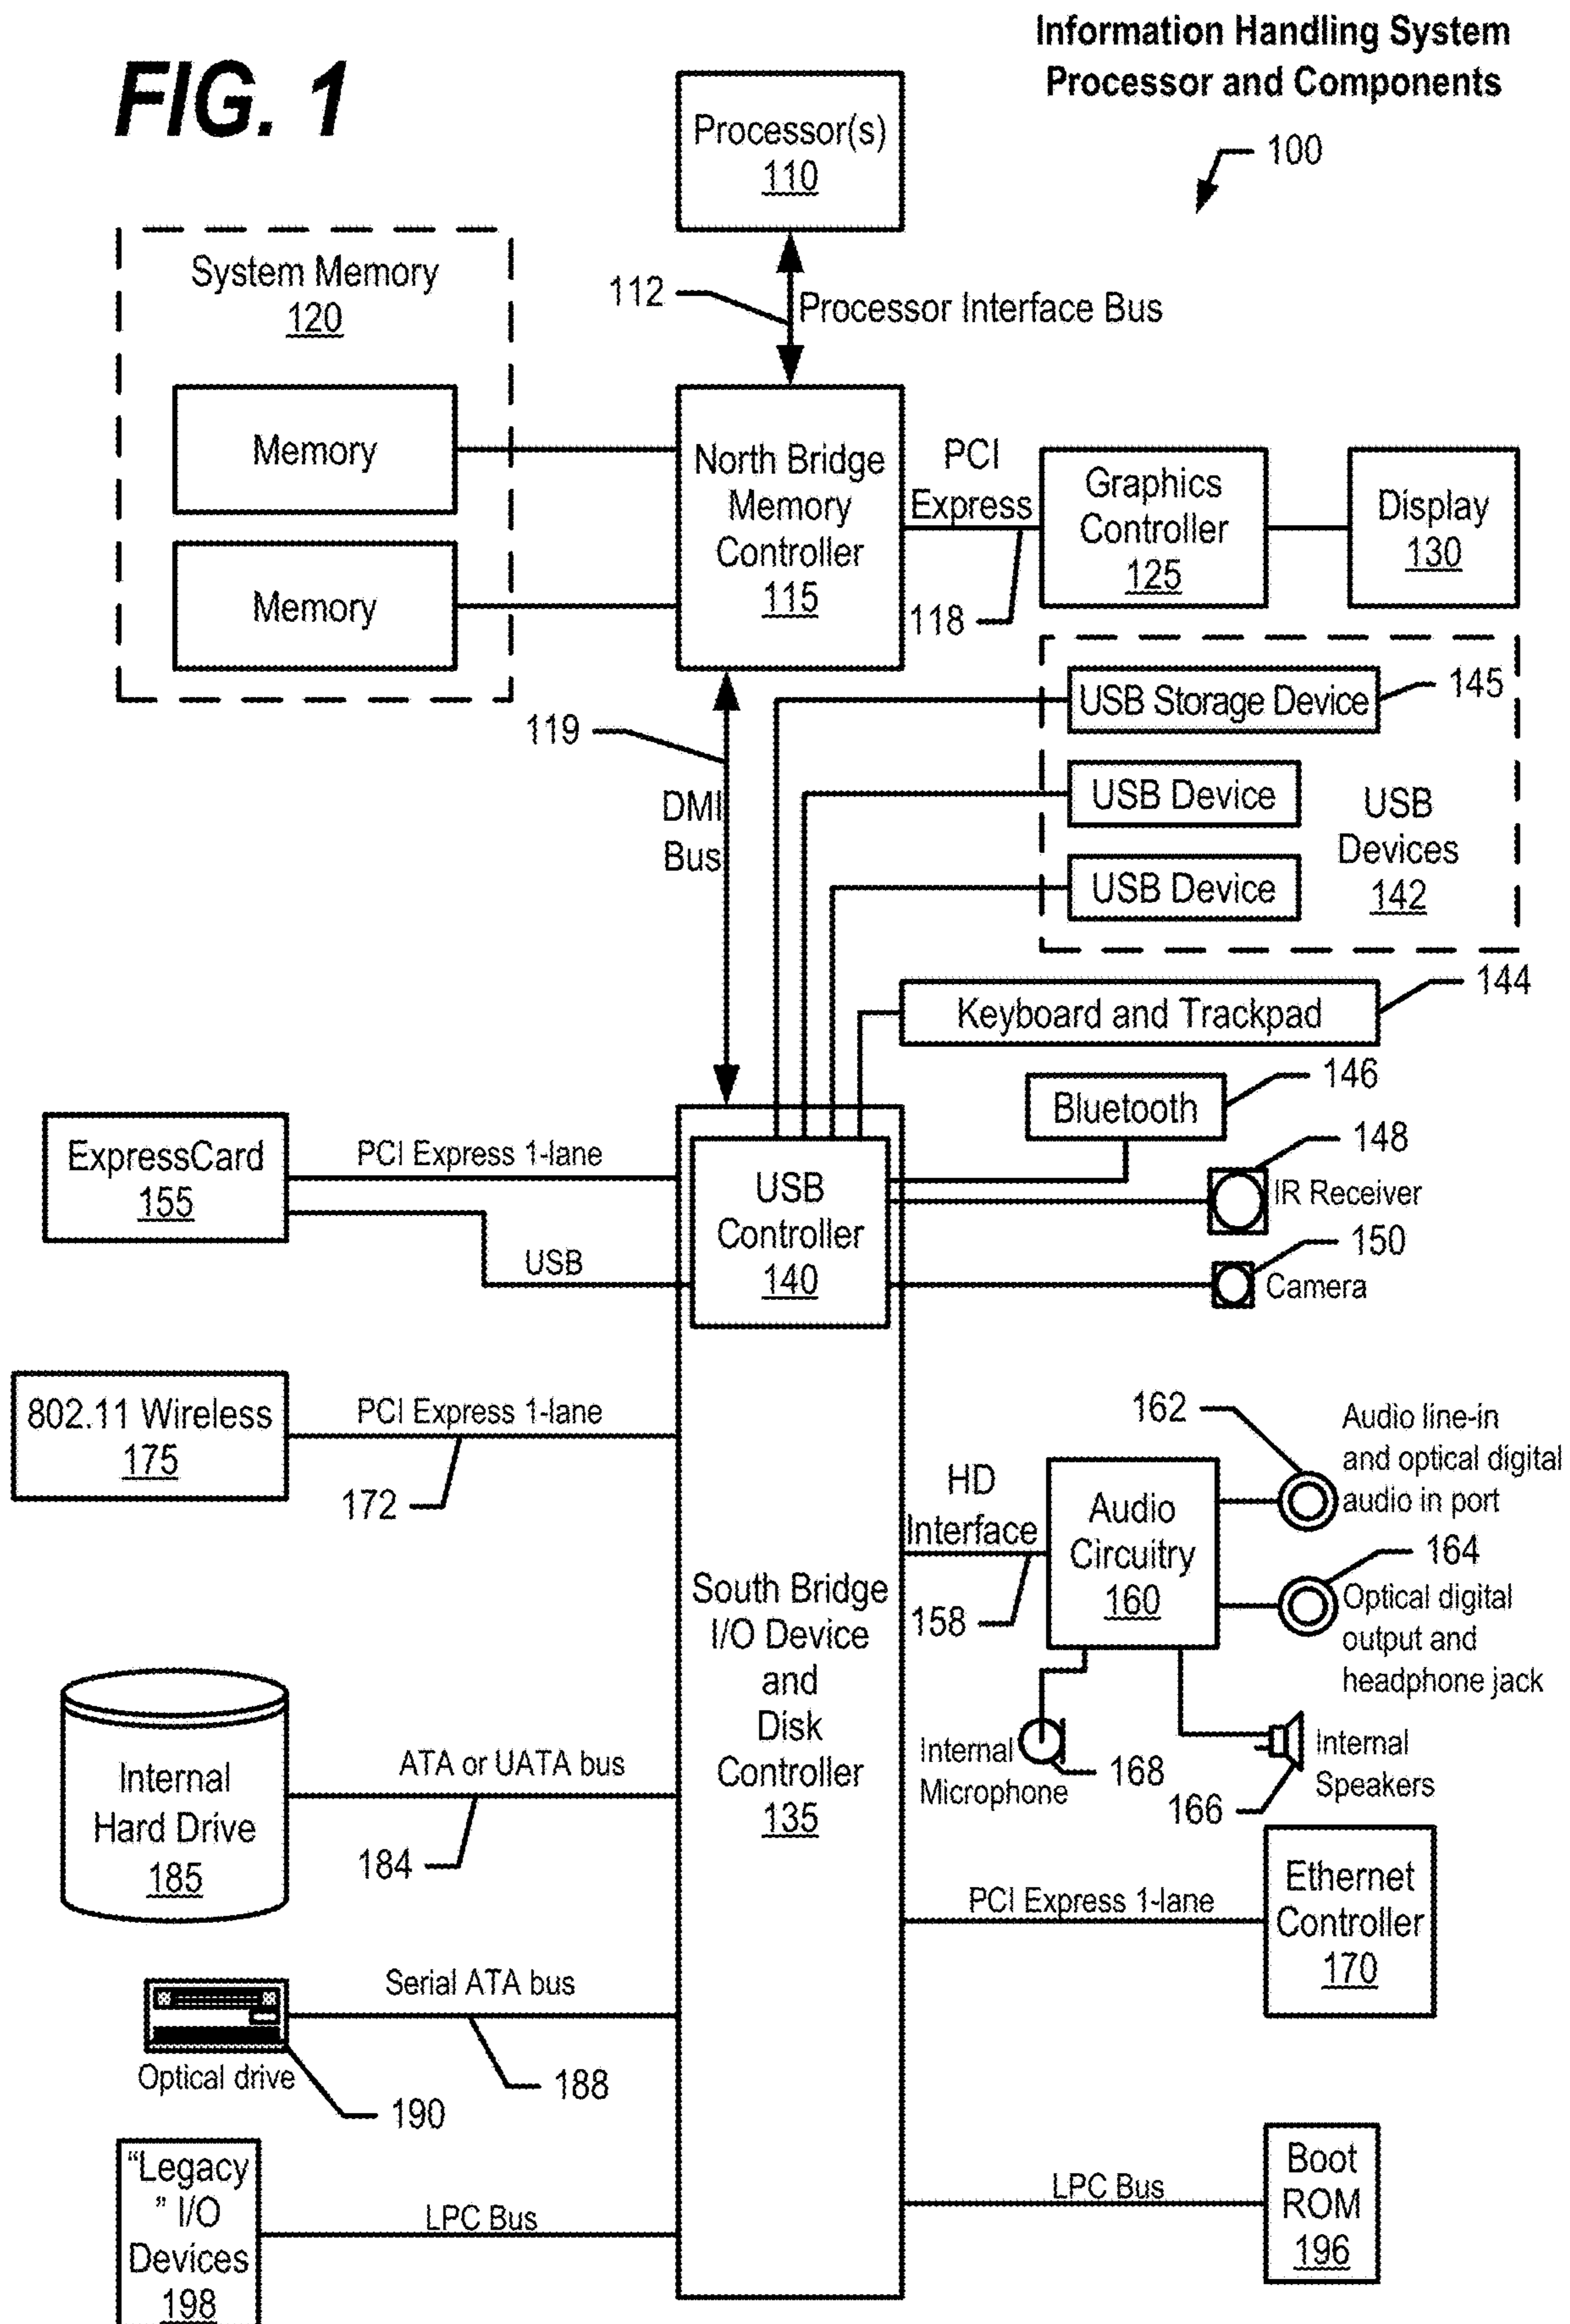 FIG. 1
Information Handling System
Processor and Components
100
Processor(s)
110
System Memory
120
112
Processor Interface Bus
Memory
Memory
North Bridge
Memory
Controller
115
PCI
Express
118
Graphics
Controller
125
Display
130
119
DMI
Bus
USB Storage Device
145
USB Device
USB Device
USB
Devices
142
Keyboard and Trackpad
144
Bluetooth
146
148
IR Receiver
150
Camera
ExpressCard
155
PCI Express 1-lane
USB
USB
Controller
140
802.11 Wireless
175
PCI Express 1-lane
172
162
Audio line-in
and optical digital
audio in port
HD
Interface
158
Audio
Circuitry
160
164
Optical digital
output and
headphone jack
South Bridge
I/O Device
and
Disk
Controller
135
Internal
Microphone
168
166
Internal
Speakers
Internal
Hard Drive
185
ATA or UATA bus
184
PCI Express 1-lane
Ethernet
Controller
170
Serial ATA bus
188
Optical drive
190
"Legacy
" I/O
Devices
198
LPC Bus
LPC Bus
Boot
ROM
196